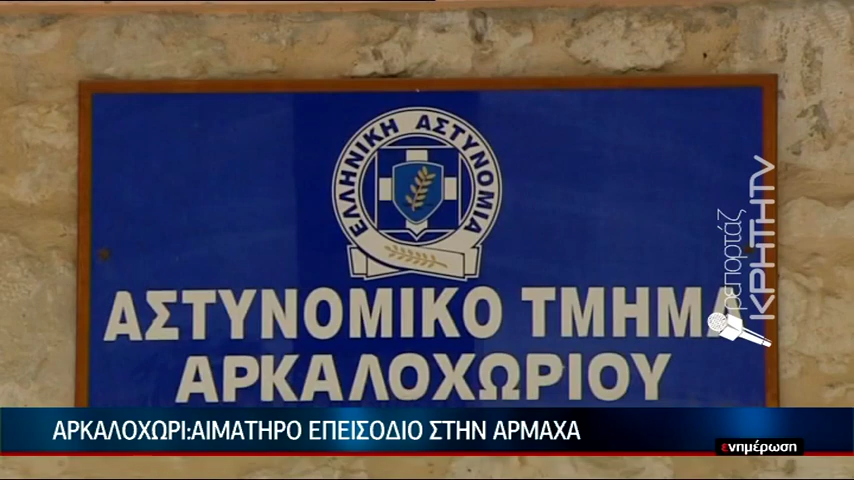 ΕΛΛΗΝΙΚΗ ΑΣΤΥΝΟΜΙΑ
ΑΣΤΥΝΟΜΙΚΟ ΤΜΗΜΑ
ΑΡΚΑΛΟΧΩΡΙΟΥ
ρεπορτάζ
ΚΡΗΤΗTV
ΑΡΚΑΛΟΧΩΡΙ:ΑΙΜΑΤΗΡΟ ΕΠΕΙΣΟΔΙΟ ΣΤΗΝ ΑΡΜΑΧΑ
ενημέρωση